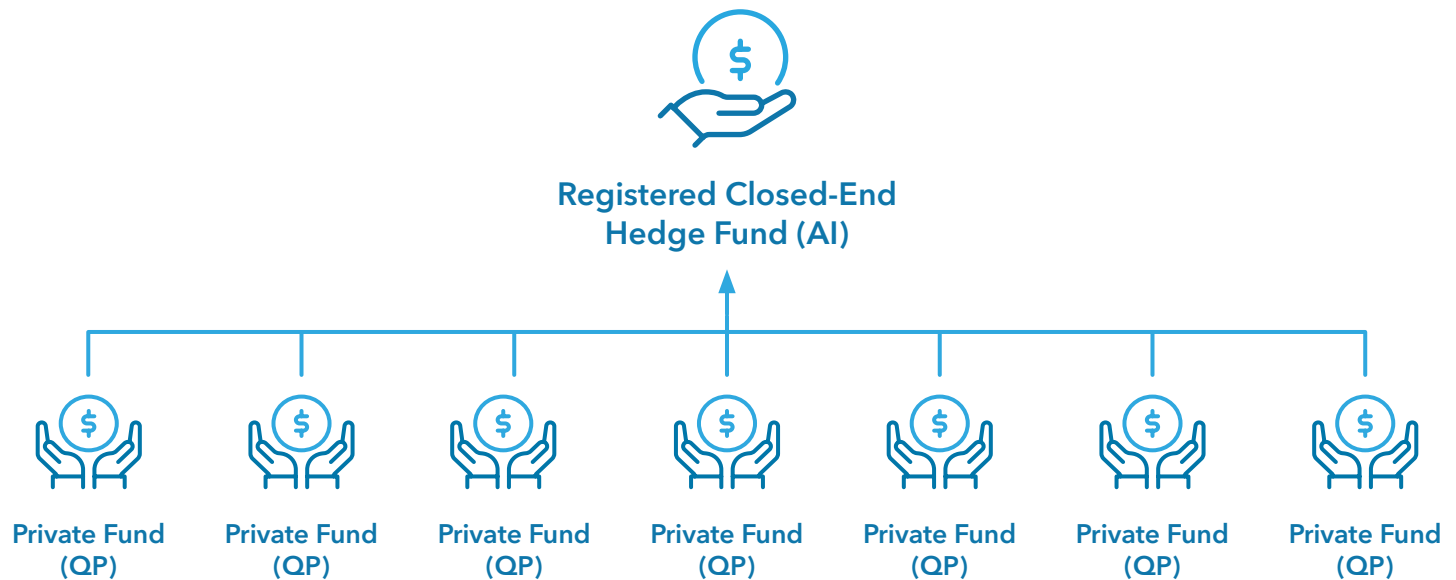 $
Registered Closed-End
Hedge Fund (AI)
$ $ $ $ $ $ $
Private Fund Private Fund Private Fund Private Fund Private Fund Private Fund Private Fund
(QP) (QP) (QP) (QP) (QP) (QP) (QP)